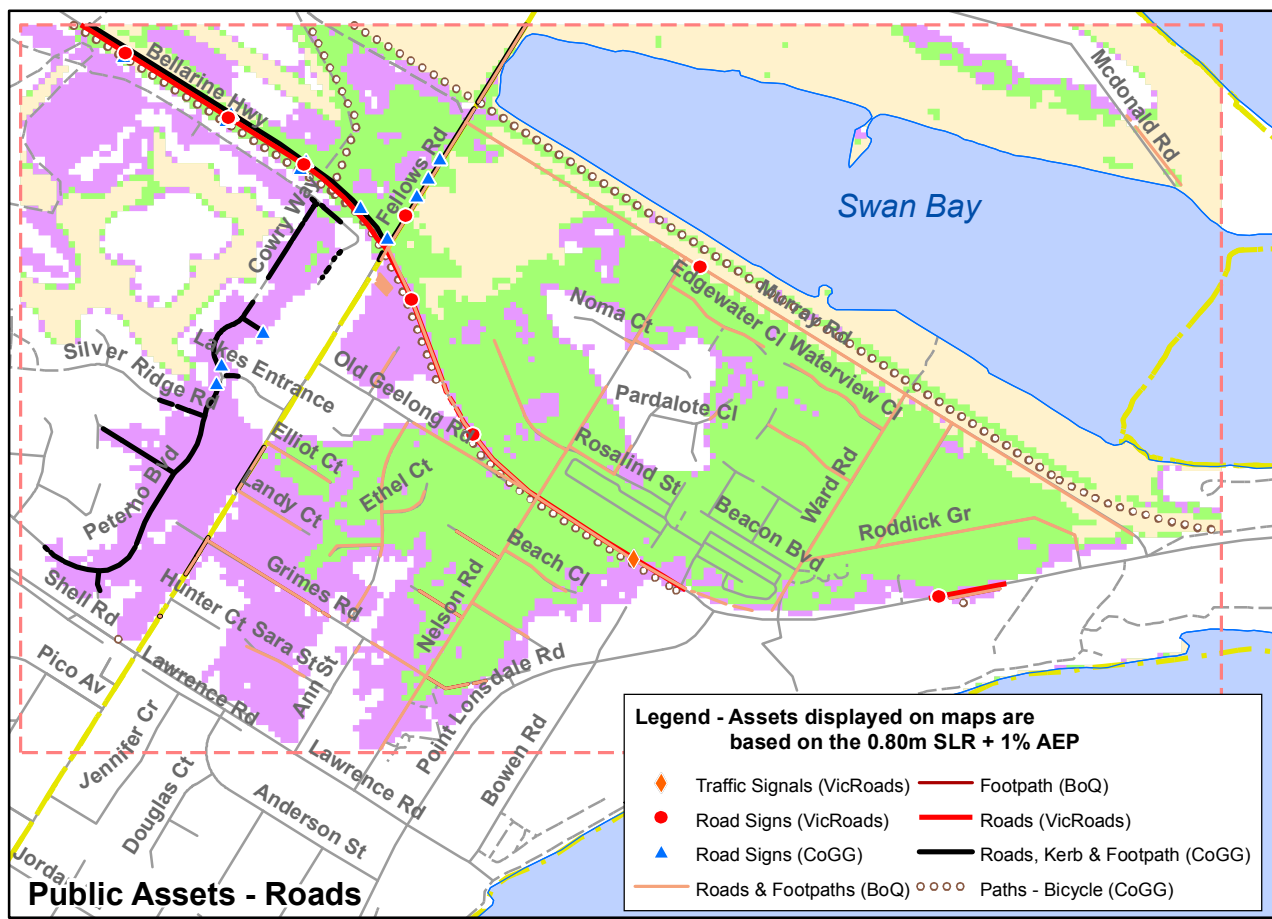 Bellarine Hwy
Mcdonald Rd
Fellows Rd
Swan Bay
Cowry Way
Edgewater Cl
Murray Rd
Noma Ct
Waterview Cl
Silver Ridge Rd
Lakes Entrance
Old Geelong Rd
Pardalote Cl
Elliot Ct
Rosalind St
Ward Rd
Landy Ct
Ethel Ct
Peterho Bvd
Beacon Bvd
Roddick Gr
Beach Cl
Grimes Rd
Shell Rd
Hunter Ct
Nelson Rd
Sara St
Pico Av
Lawrence Rd
Ann St
Point Lonsdale Rd
Jennifer Cr
Lawrence Rd
Bowen Rd
Douglas Ct
Anderson St
Jorda
Public Assets - Roads
Legend - Assets displayed on maps are
based on the 0.80m SLR + 1% AEP
Traffic Signals (VicRoads)
Footpath (BoQ)
Road Signs (VicRoads)
Roads (VicRoads)
Road Signs (CoGG)
Roads, Kerb & Footpath (CoGG)
Roads & Footpaths (BoQ)
Paths - Bicycle (CoGG)